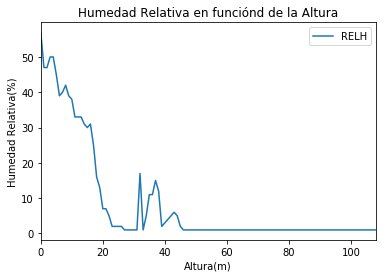 Humedad Relativa en funciónd de la Altura
RELH
Humedad Relativa(%)
50
40
30
20
10
0
0 20 40 60 80 100
Altura(m)